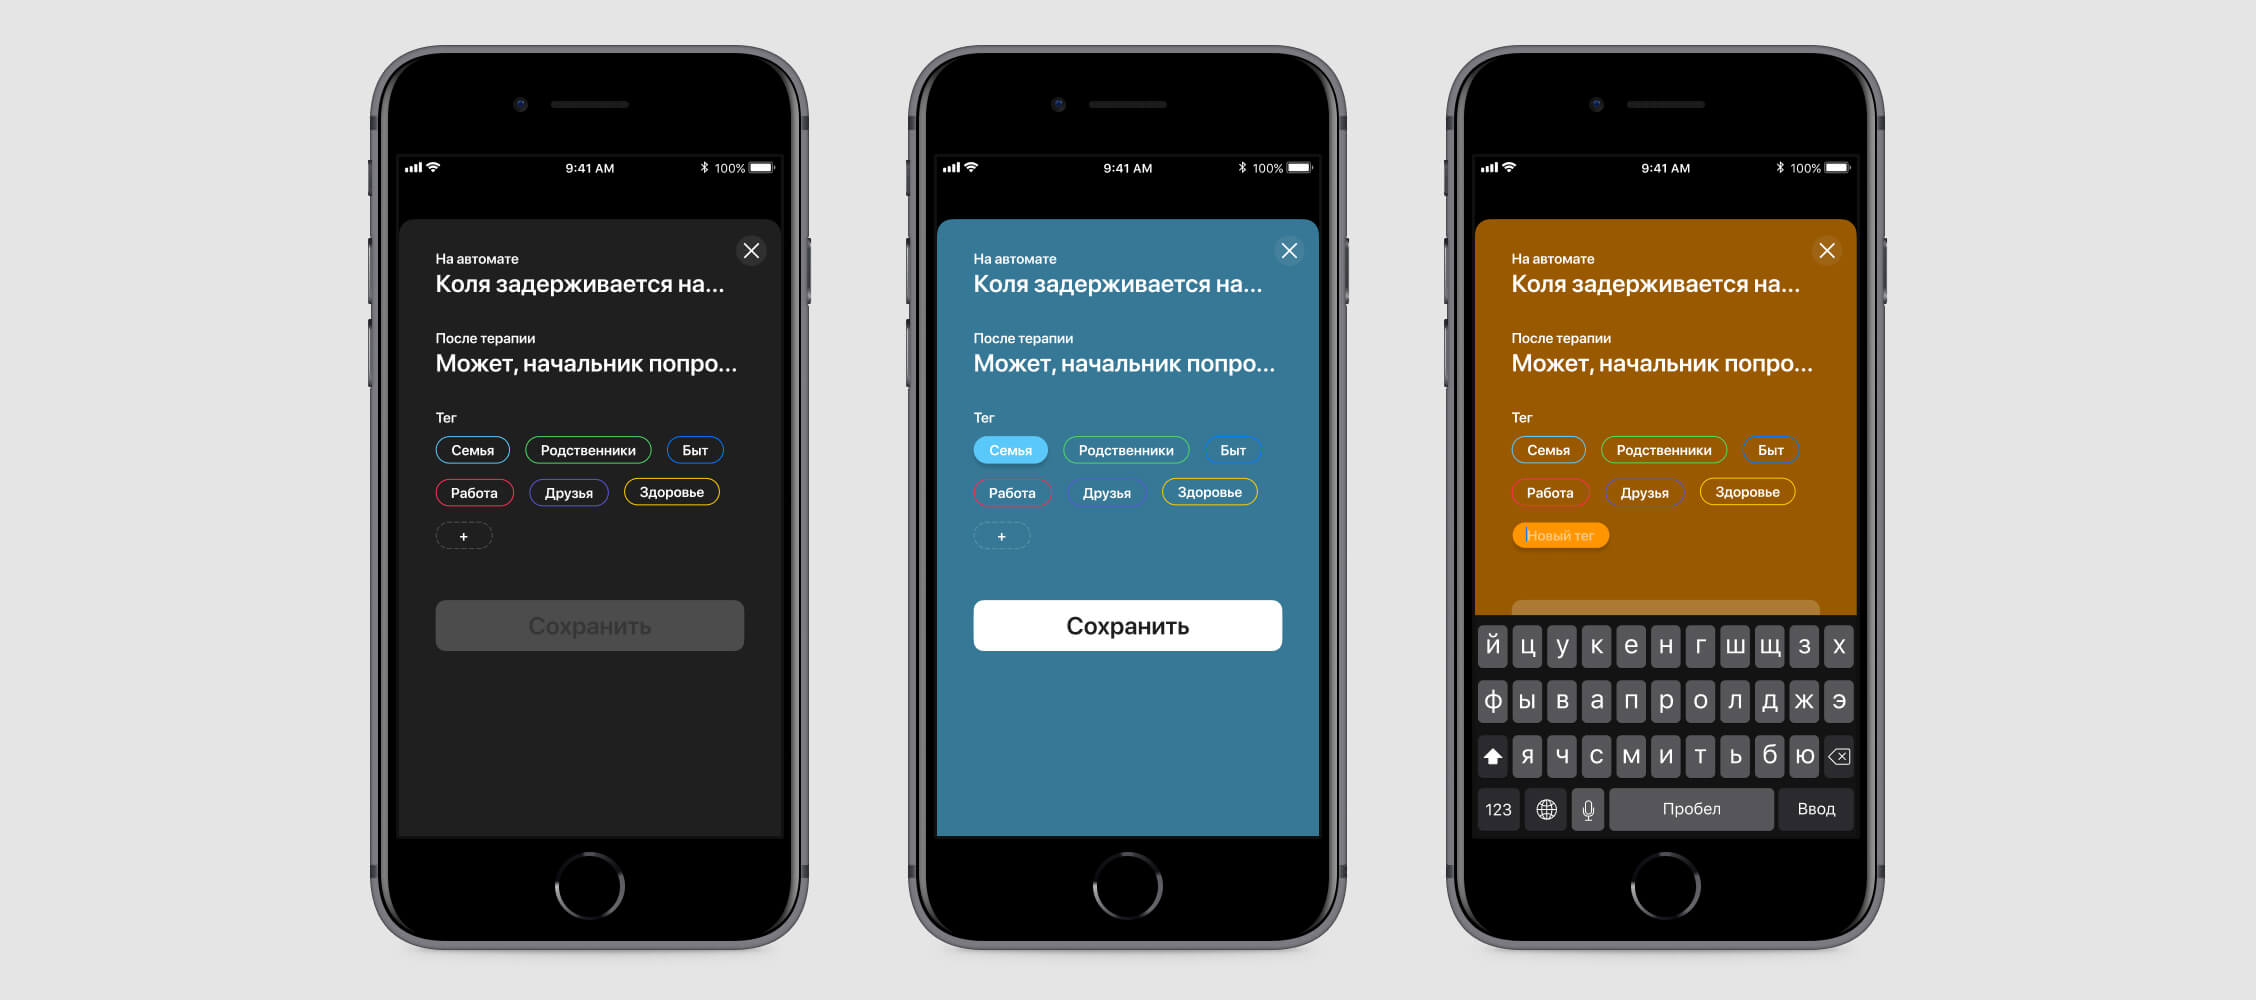 9:41 AM 100%
На автомате
Коля задерживается на...
После терапии
Может, начальник попро...
Тег
Семья Родственники Быт
Работа Друзья Здоровье
+
Сохранить
9:41 AM 100%
На автомате
Коля задерживается на...
После терапии
Может, начальник попро...
Тег
Семья Родственники Быт
Работа Друзья Здоровье
+
Сохранить
9:41 AM 100%
На автомате
Коля задерживается на...
После терапии
Может, начальник попро...
Тег
Семья Родственники Быт
Работа Друзья Здоровье
Новый тег
й ц у к е н г ш щ з х
ф ы в а п р о л д ж э
я ч с м и т ь б ю
123 Пробел Ввод